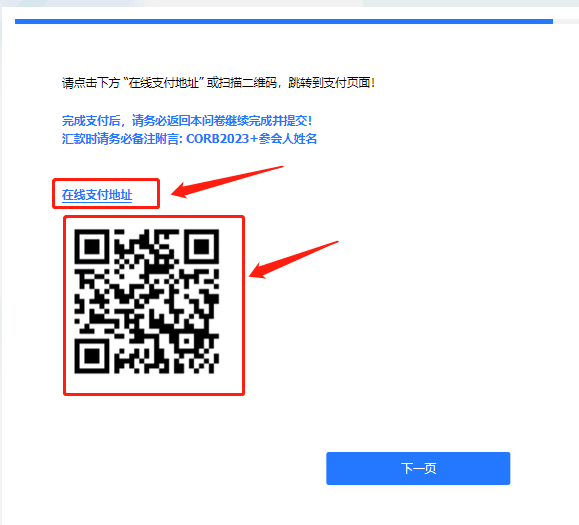 请点击下方“在线支付地址”或扫描二维码，跳转到支付页面！
完成支付后，请务必返回本问卷继续完成并提交！
汇款时请务必备注附言: CORB2023+参会人姓名
在线支付地址
下一页